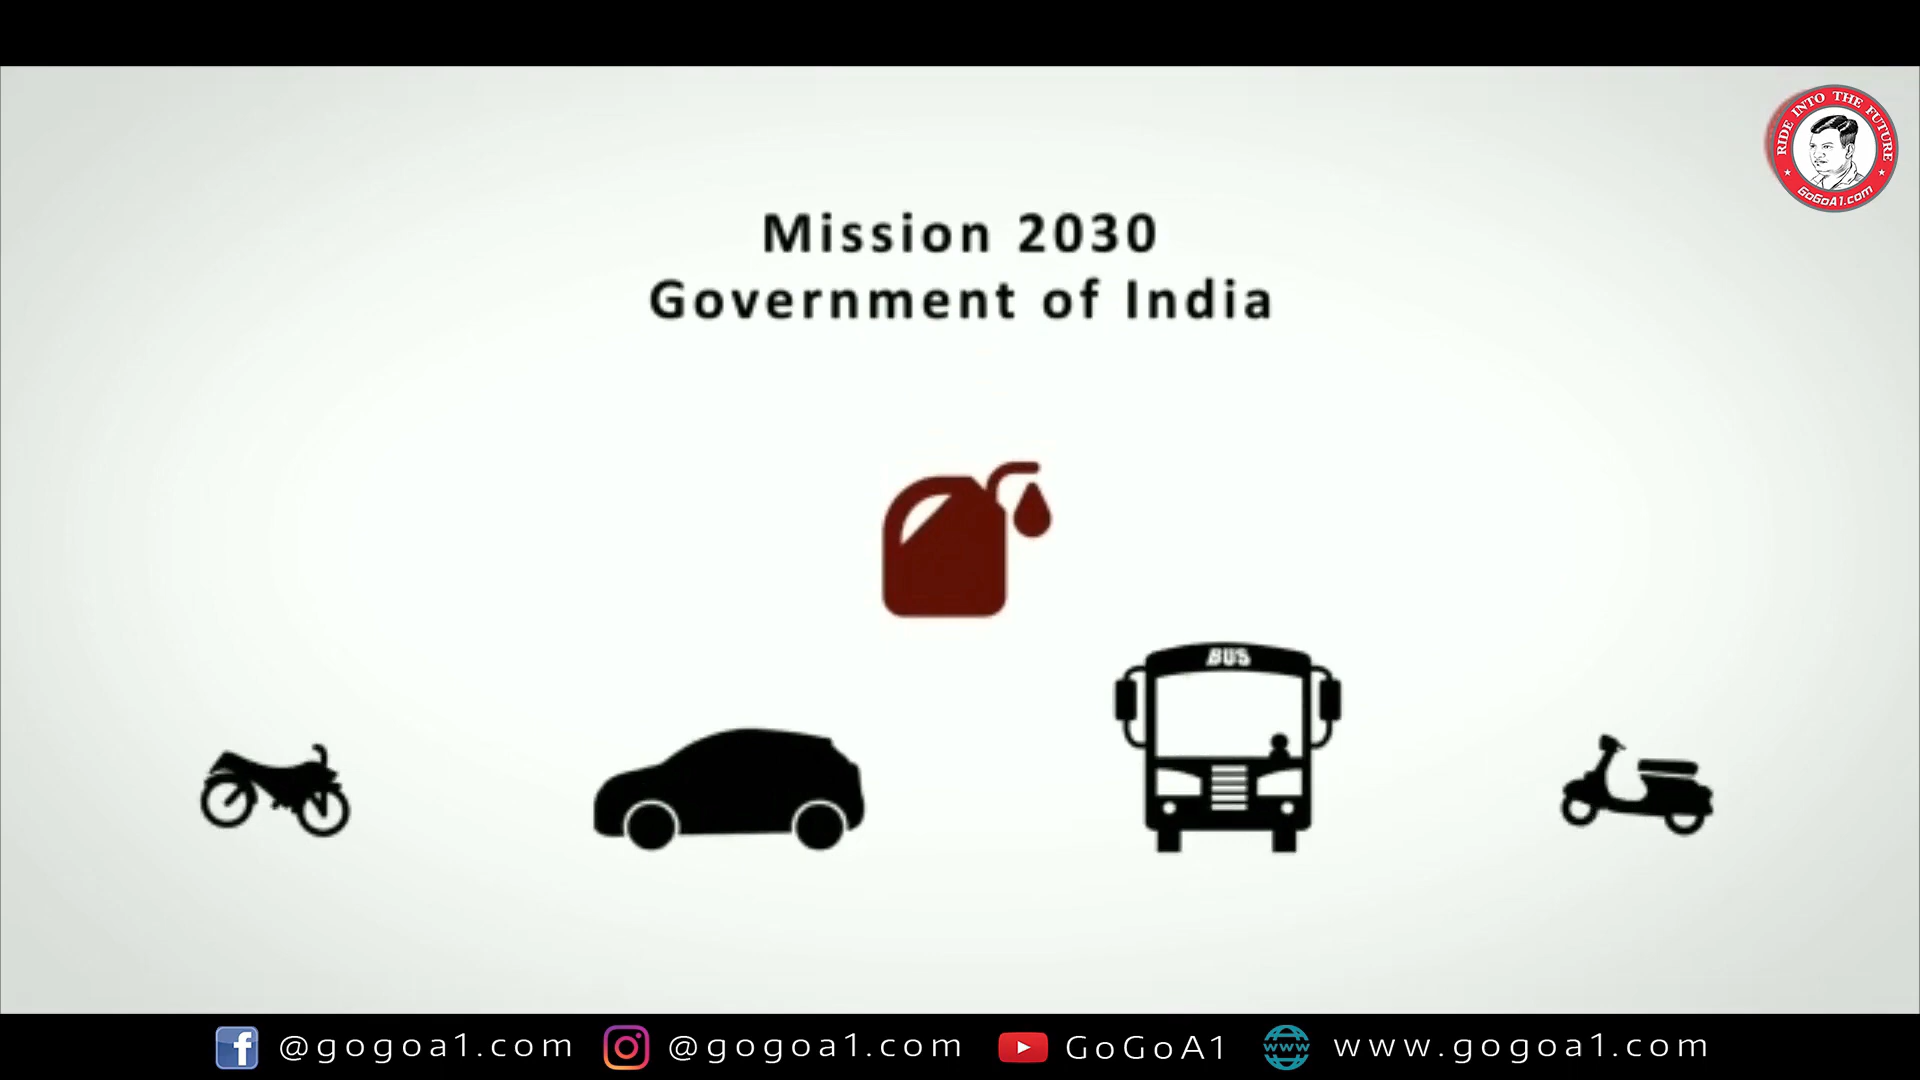 RIDE INTO THE FUTURE
GoGoA1.com
Mission 2030
Government of India
BUS
@gogoa1.com
@gogoa1.com
GoGoA1
www
www.gogoa1.com